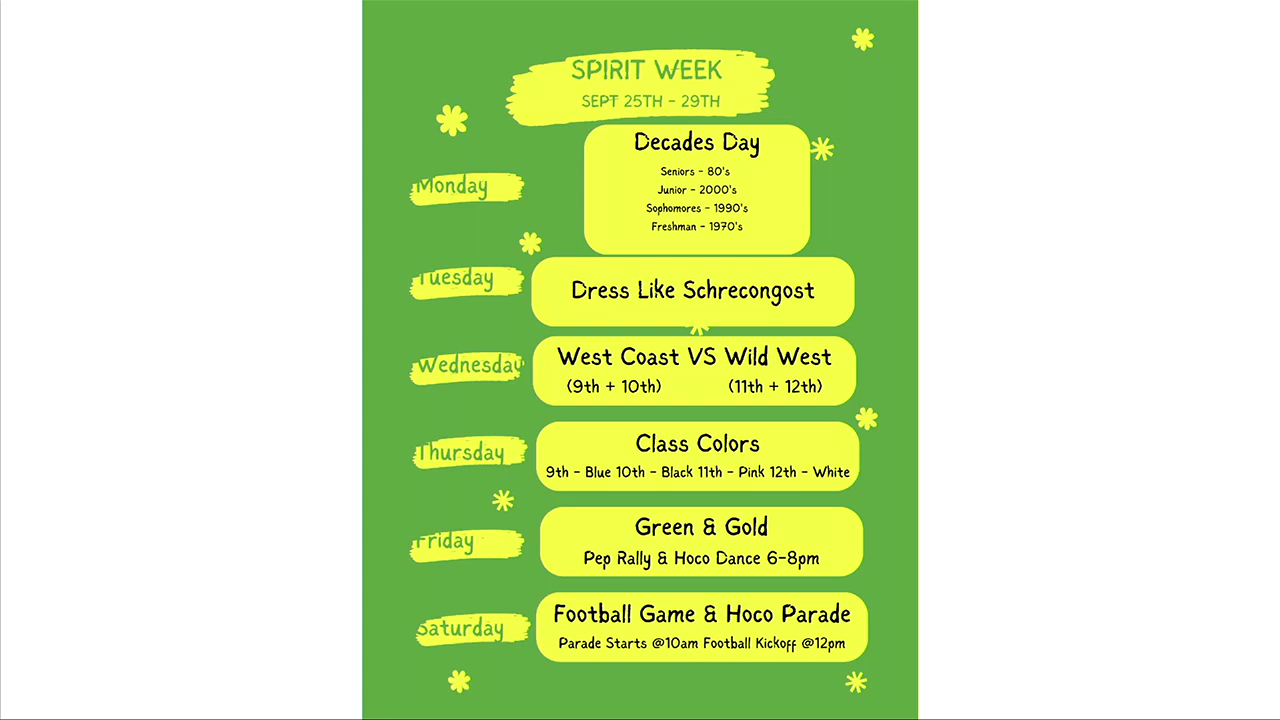 SPIRIT WEEK
SEPT 25TH - 29TH
Monday
Decades Day
Seniors - 80's
Junior - 2000's
Sophomores - 1990's
Freshman - 1970's
Tuesday
Dress Like Schrecongost
Wednesday
West Coast VS Wild West
(9th + 10th) (11th + 12th)
Thursday
Class Colors
9th - Blue 10th - Black 11th - Pink 12th - White
Friday
Green & Gold
Pep Rally & Hoco Dance 6-8pm
Saturday
Football Game & Hoco Parade
Parade Starts @10am Football Kickoff @12pm